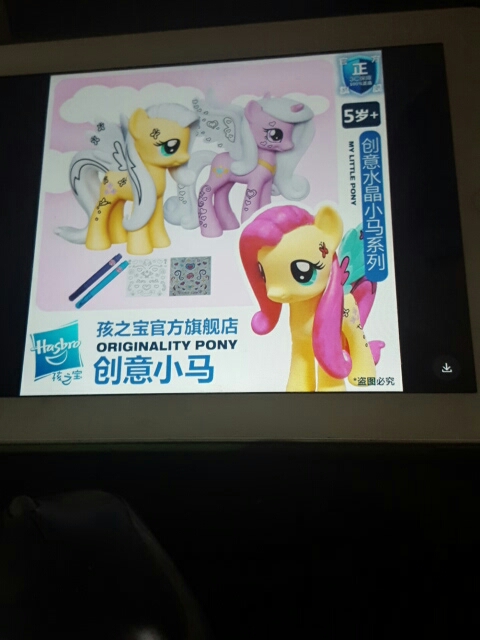 正
5岁+
MY LITTLE PONY
创意水晶小马系列
Hasbro
孩之宝
孩之宝官方旗舰店
ORIGINALITY PONY
创意小马
*盗图必究